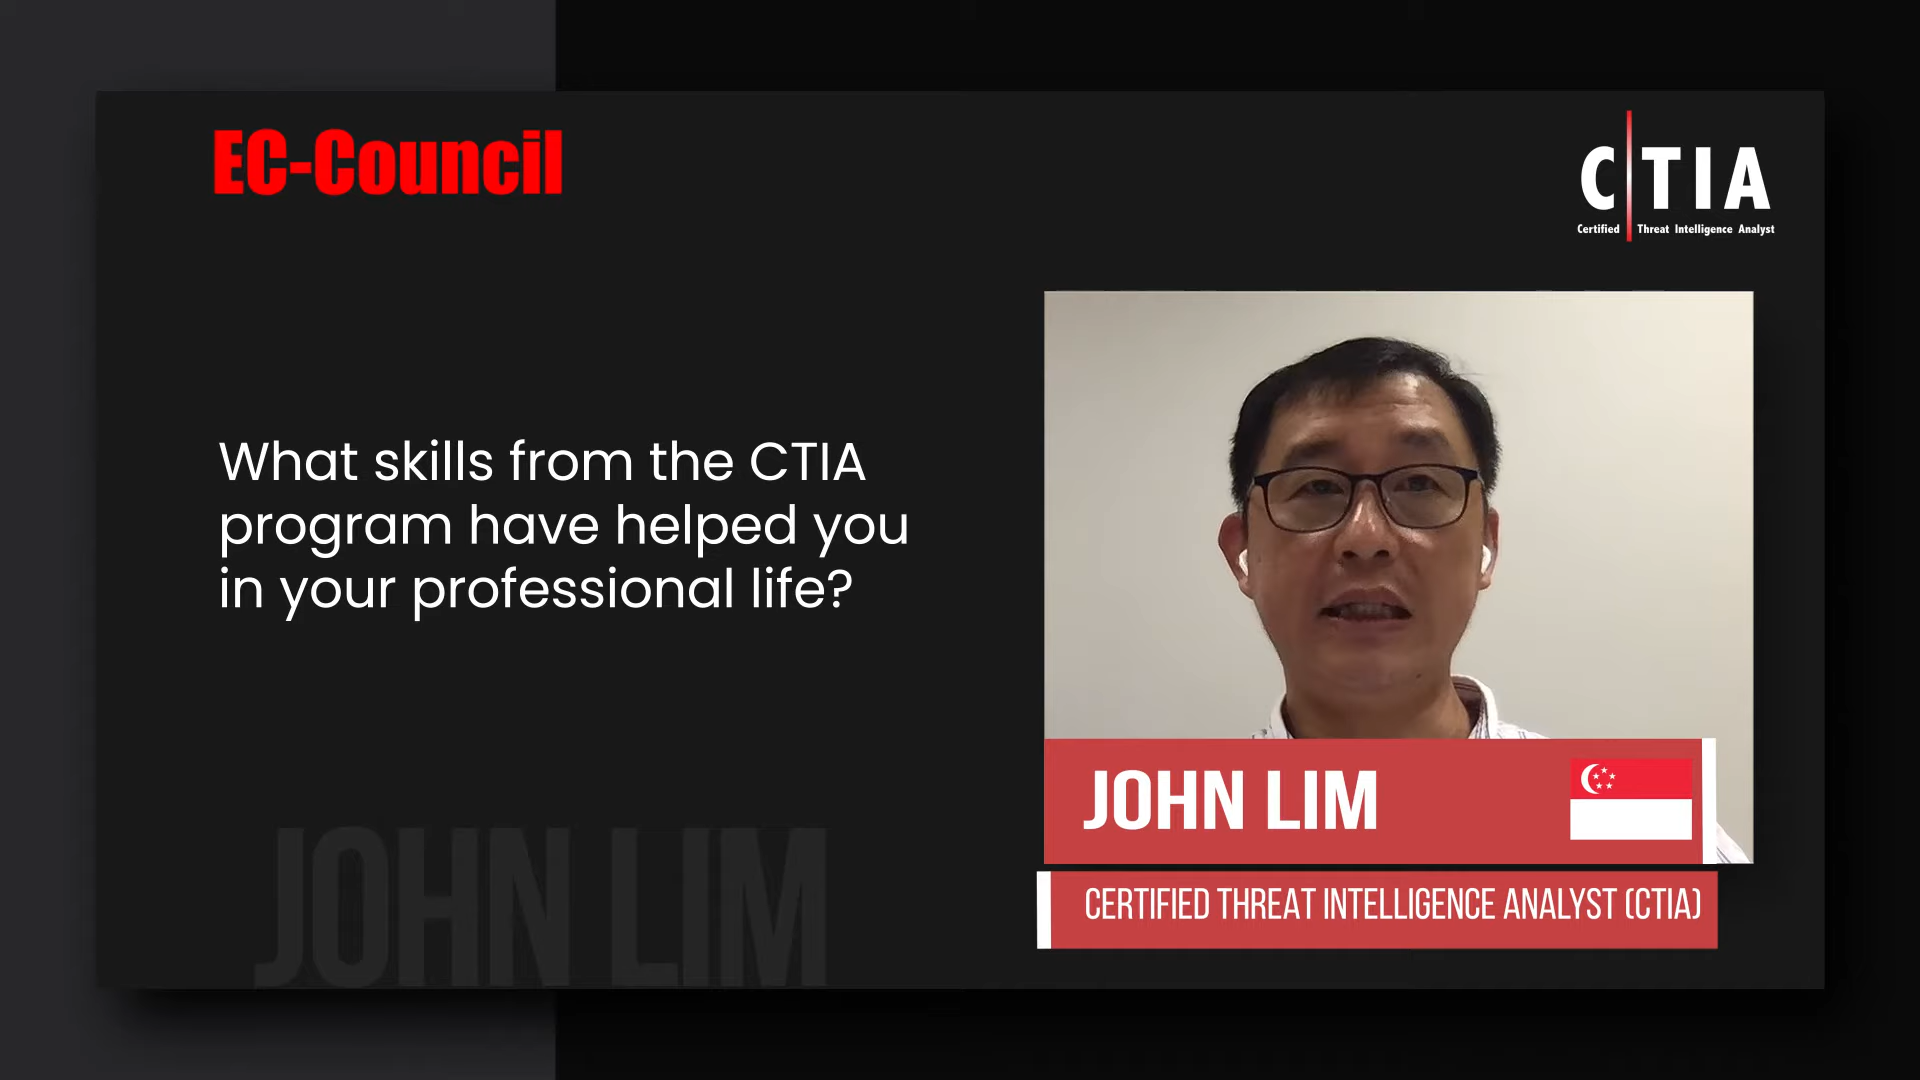 EC-Council
C|TIA
Certified Threat Intelligence Analyst
What skills from the CTIA
program have helped you
in your professional life?
JOHN LIM
CERTIFIED THREAT INTELLIGENCE ANALYST (CTIA)
JOHN LIM